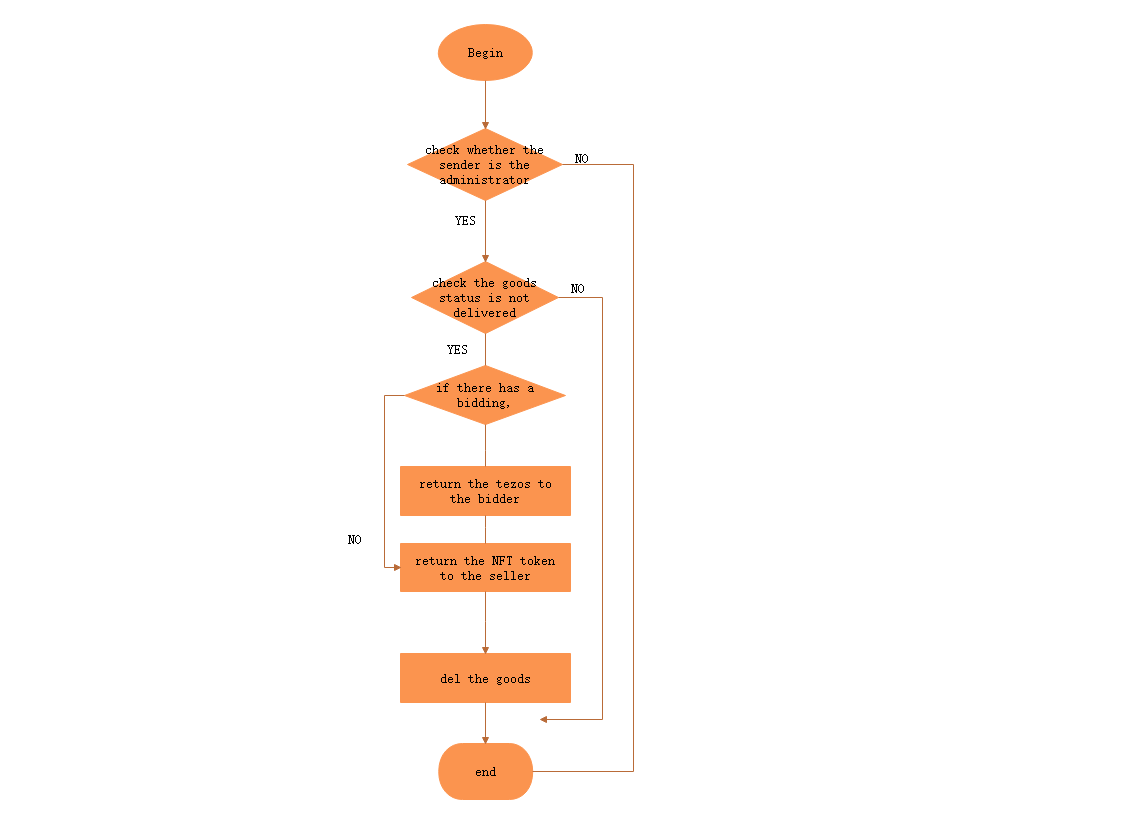 Begin
check whether the
sender is the
administrator
NO
YES
check the goods
status is not
delivered
NO
YES
if there has a
bidding,
return the tezos to
the bidder
NO
return the NFT token
to the seller
del the goods
end